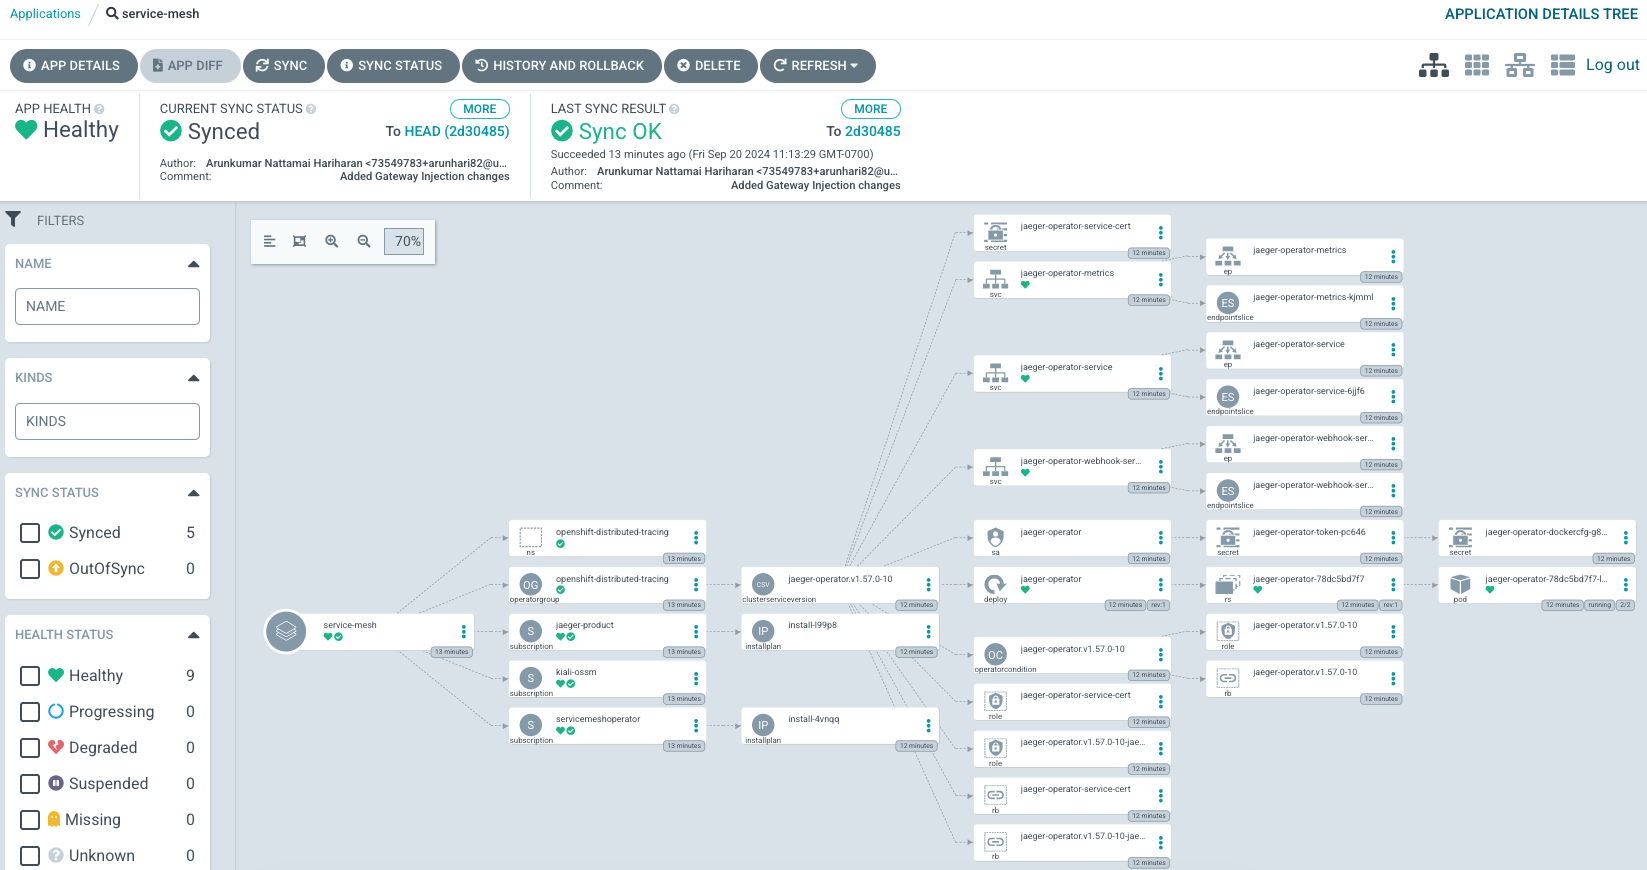 Applications / service-mesh
APPLICATION DETAILS TREE
APP DETAILS
APP DIFF
SYNC
SYNC STATUS
HISTORY AND ROLLBACK
DELETE
REFRESH
Log out
APP HEALTH
Healthy
CURRENT SYNC STATUS
MORE
Synced
To HEAD (2d30485)
Author: Arunkumar Nattamai Hariharan <73549783+arunhari82@u...
Comment: Added Gateway Injection changes
LAST SYNC RESULT
MORE
Sync OK
To 2d30485
Succeeded 13 minutes ago (Fri Sep 20 2024 11:13:29 GMT-0700)
Author: Arunkumar Nattamai Hariharan <73549783+arunhari82@u...
Comment: Added Gateway Injection changes
FILTERS
NAME
NAME
KINDS
KINDS
SYNC STATUS
Synced 5
OutOfSync 0
HEALTH STATUS
Healthy 9
Progressing 0
Degraded 0
Suspended 0
Missing 0
Unknown 0
70%
service-mesh
13 minutes
openshift-distributed-tracing
ns
13 minutes
OG
openshift-distributed-tracing
operatorgroup
13 minutes
S
jaeger-product
subscription
13 minutes
S
kiali-ossm
subscription
13 minutes
S
servicemeshoperator
subscription
13 minutes
CSV
jaeger-operator.v1.57.0-10
clusterserviceversion
12 minutes
IP
install-l99p8
installplan
12 minutes
IP
install-4vnqq
installplan
12 minutes
jaeger-operator-service-cert
secret
12 minutes
jaeger-operator-metrics
svc
12 minutes
jaeger-operator-service
svc
12 minutes
jaeger-operator-webhook-ser...
svc
12 minutes
jaeger-operator
sa
12 minutes
jaeger-operator
deploy
12 minutes rev:1
OC
jaeger-operator.v1.57.0-10
operatorcondition
12 minutes
jaeger-operator-service-cert
role
12 minutes
jaeger-operator.v1.57.0-10-jae...
role
12 minutes
jaeger-operator-service-cert
rb
12 minutes
jaeger-operator.v1.57.0-10-jae...
rb
12 minutes
jaeger-operator-metrics
ep
12 minutes
ES
jaeger-operator-metrics-kjmml
endpointslice
12 minutes
jaeger-operator-service
ep
12 minutes
ES
jaeger-operator-service-6jjf6
endpointslice
12 minutes
jaeger-operator-webhook-ser...
ep
12 minutes
ES
jaeger-operator-webhook-ser...
endpointslice
12 minutes
jaeger-operator-token-pc646
secret
12 minutes
jaeger-operator-78dc5bd7f7
rs
12 minutes rev:1
jaeger-operator.v1.57.0-10
role
12 minutes
jaeger-operator.v1.57.0-10
rb
12 minutes
jaeger-operator-dockercfg-g8...
secret
12 minutes
jaeger-operator-78dc5bd7f7-l...
pod
12 minutes running 2/2